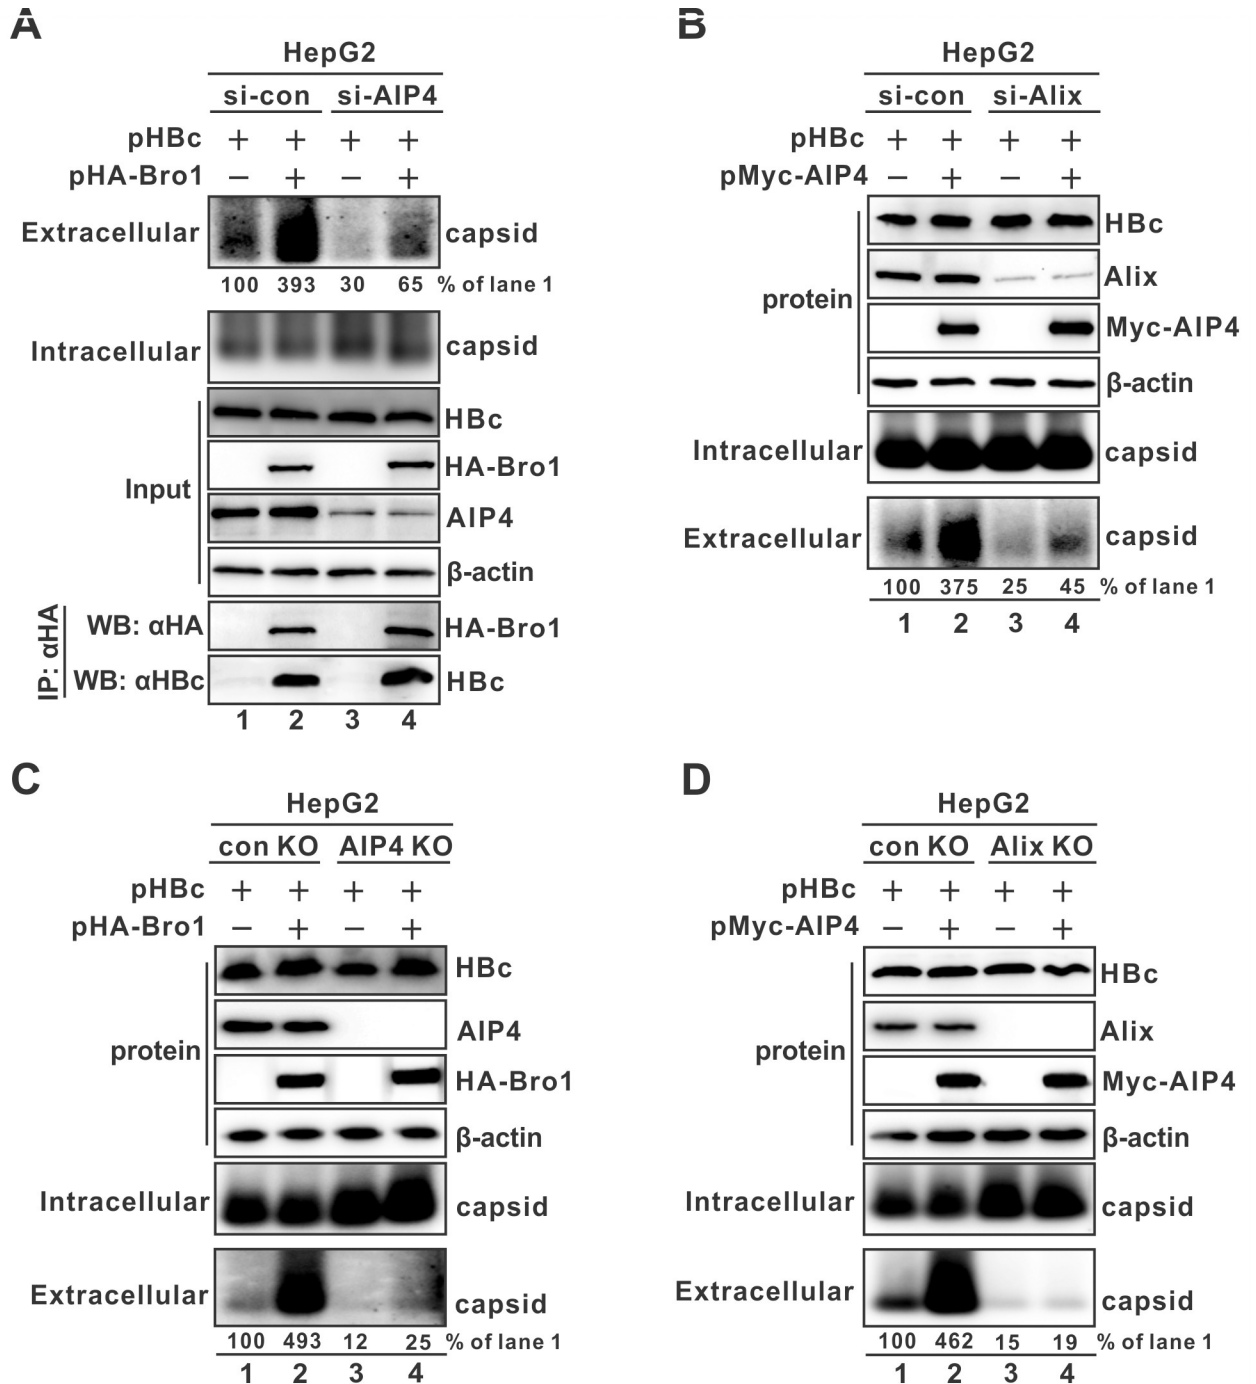 A
HepG2
si-con si-AIP4
pHBc + + + +
pHA-Bro1 − + − +
Extracellular capsid
100 393 30 65 % of lane 1
Intracellular capsid
Input
HBc
HA-Bro1
AIP4
β-actin
IP: αHA
WB: αHA HA-Bro1
WB: αHBc HBc
1 2 3 4
B
HepG2
si-con si-Alix
pHBc + + + +
pMyc-AIP4 − + − +
protein
HBc
Alix
Myc-AIP4
β-actin
Intracellular capsid
Extracellular capsid
100 375 25 45 % of lane 1
1 2 3 4
C
HepG2
con KO AIP4 KO
pHBc + + + +
pHA-Bro1 − + − +
protein
HBc
AIP4
HA-Bro1
β-actin
Intracellular capsid
Extracellular capsid
100 493 12 25 % of lane 1
1 2 3 4
D
HepG2
con KO Alix KO
pHBc + + + +
pMyc-AIP4 − + − +
protein
HBc
Alix
Myc-AIP4
β-actin
Intracellular capsid
Extracellular capsid
100 462 15 19 % of lane 1
1 2 3 4